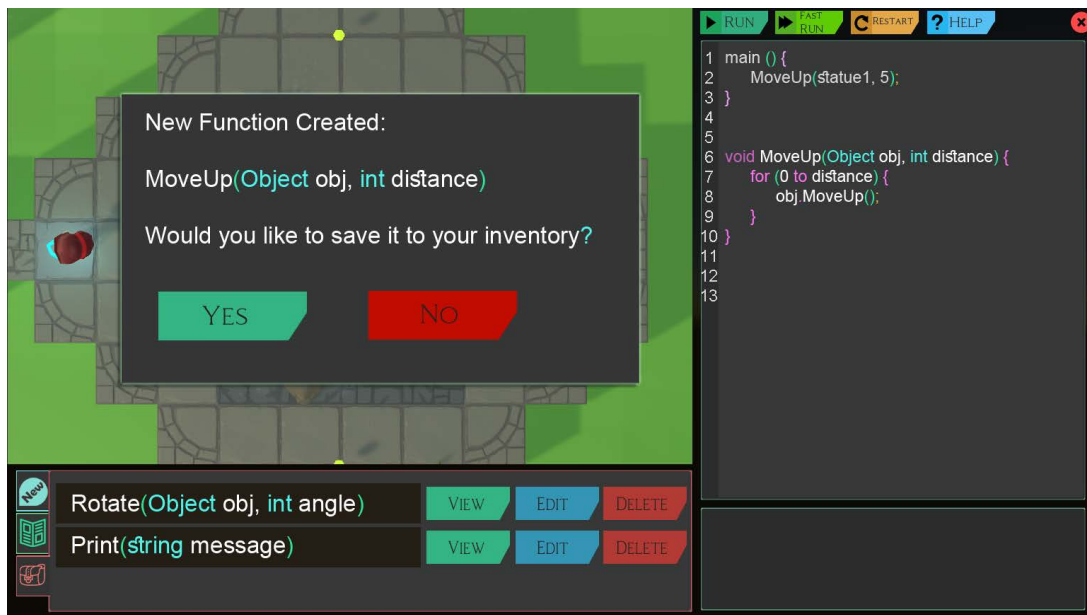 New Function Created:
MoveUp(Object obj, int distance)
Would you like to save it to your inventory?
YES
NO
RUN
FAST RUN
RESTART
? HELP
1 main () {
2 MoveUp(statue1, 5);
3 }
4
5
6 void MoveUp(Object obj, int distance) {
7 for (0 to distance) {
8 obj.MoveUp();
9 }
10 }
11
12
13
New
Rotate(Object obj, int angle)
VIEW
EDIT
DELETE
Print(string message)
VIEW
EDIT
DELETE